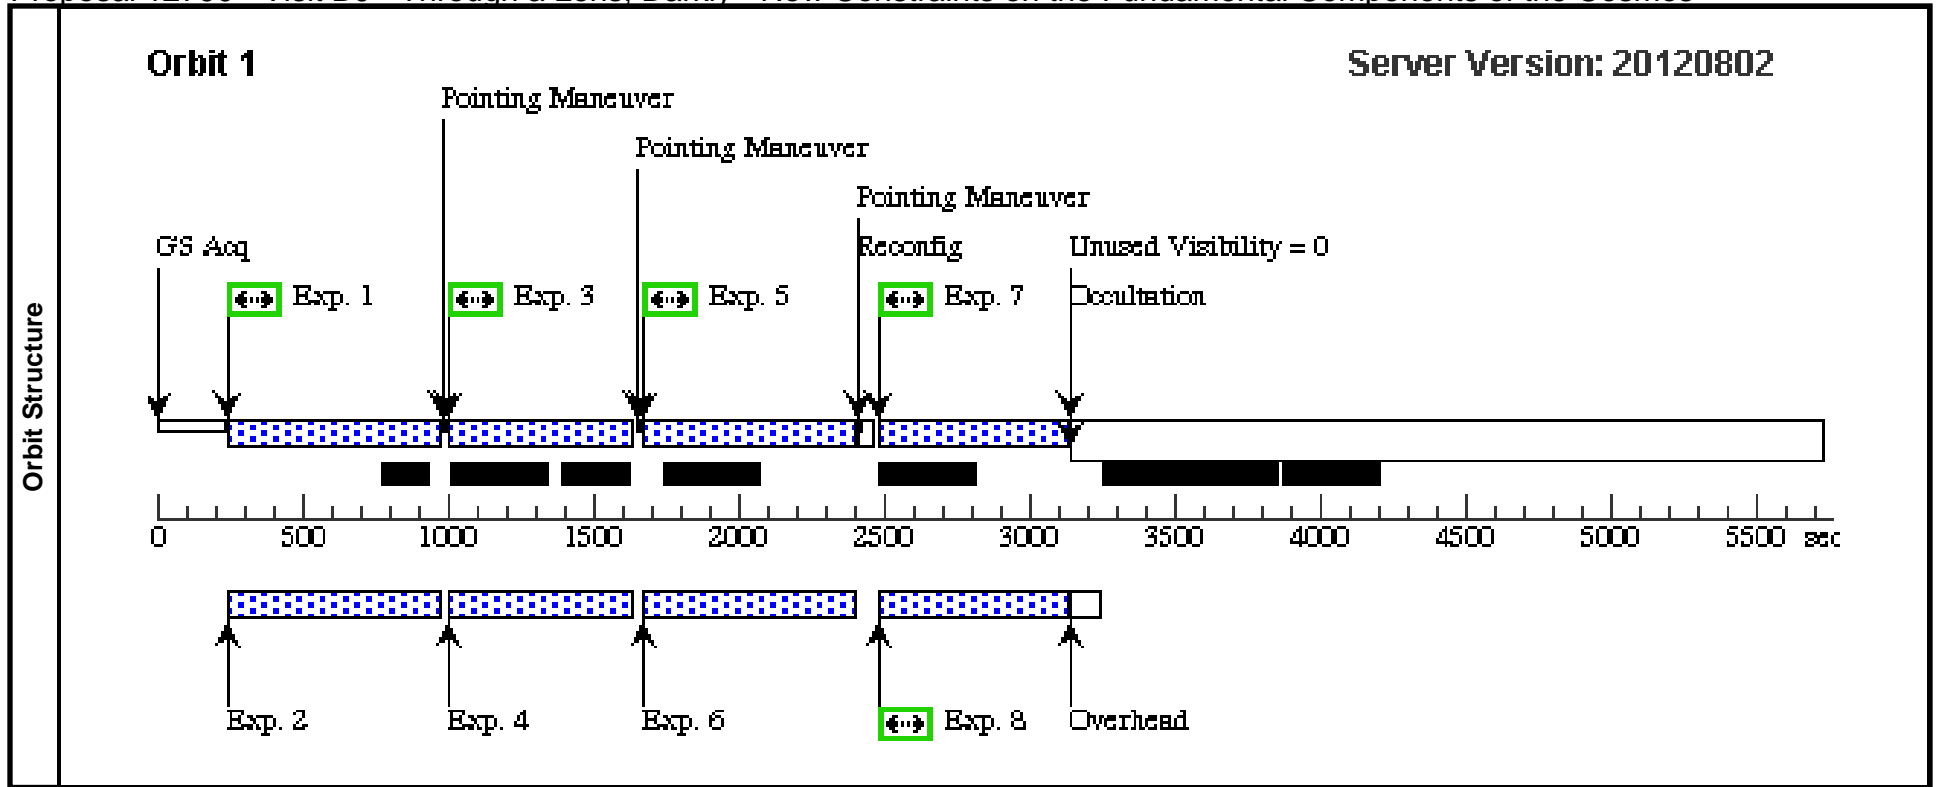 Orbit Structure
Orbit 1
Server Version: 20120802
Pointing Maneuver
Pointing Maneuver
Pointing Maneuver
GS Acq
Reconfig
Unused Visibility = 0
Exp. 1
Exp. 3
Exp. 5
Exp. 7
Occultation
0 500 1000 1500 2000 2500 3000 3500 4000 4500 5000 5500 sec
Exp. 2
Exp. 4
Exp. 6
Exp. 8
Overhead